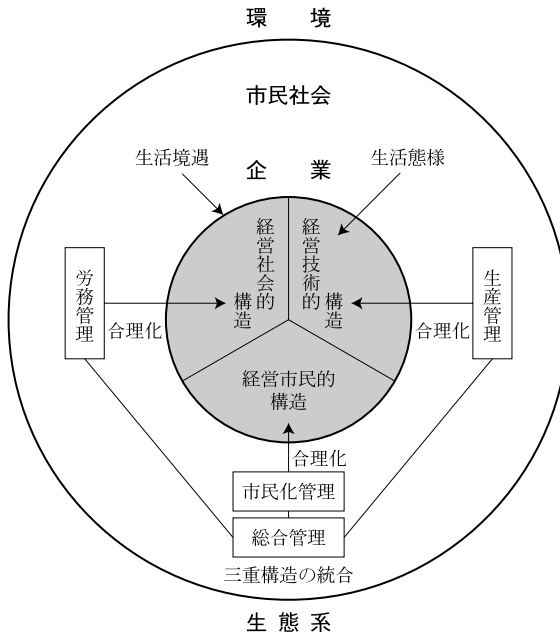 環　境
市民社会
生活境遇
生活態様
企　業
経営社会的
構造
経営技術的
構造
労務管理
合理化
生産管理
合理化
経営市民的
構造
合理化
市民化管理
総合管理
三重構造の統合
生 態 系